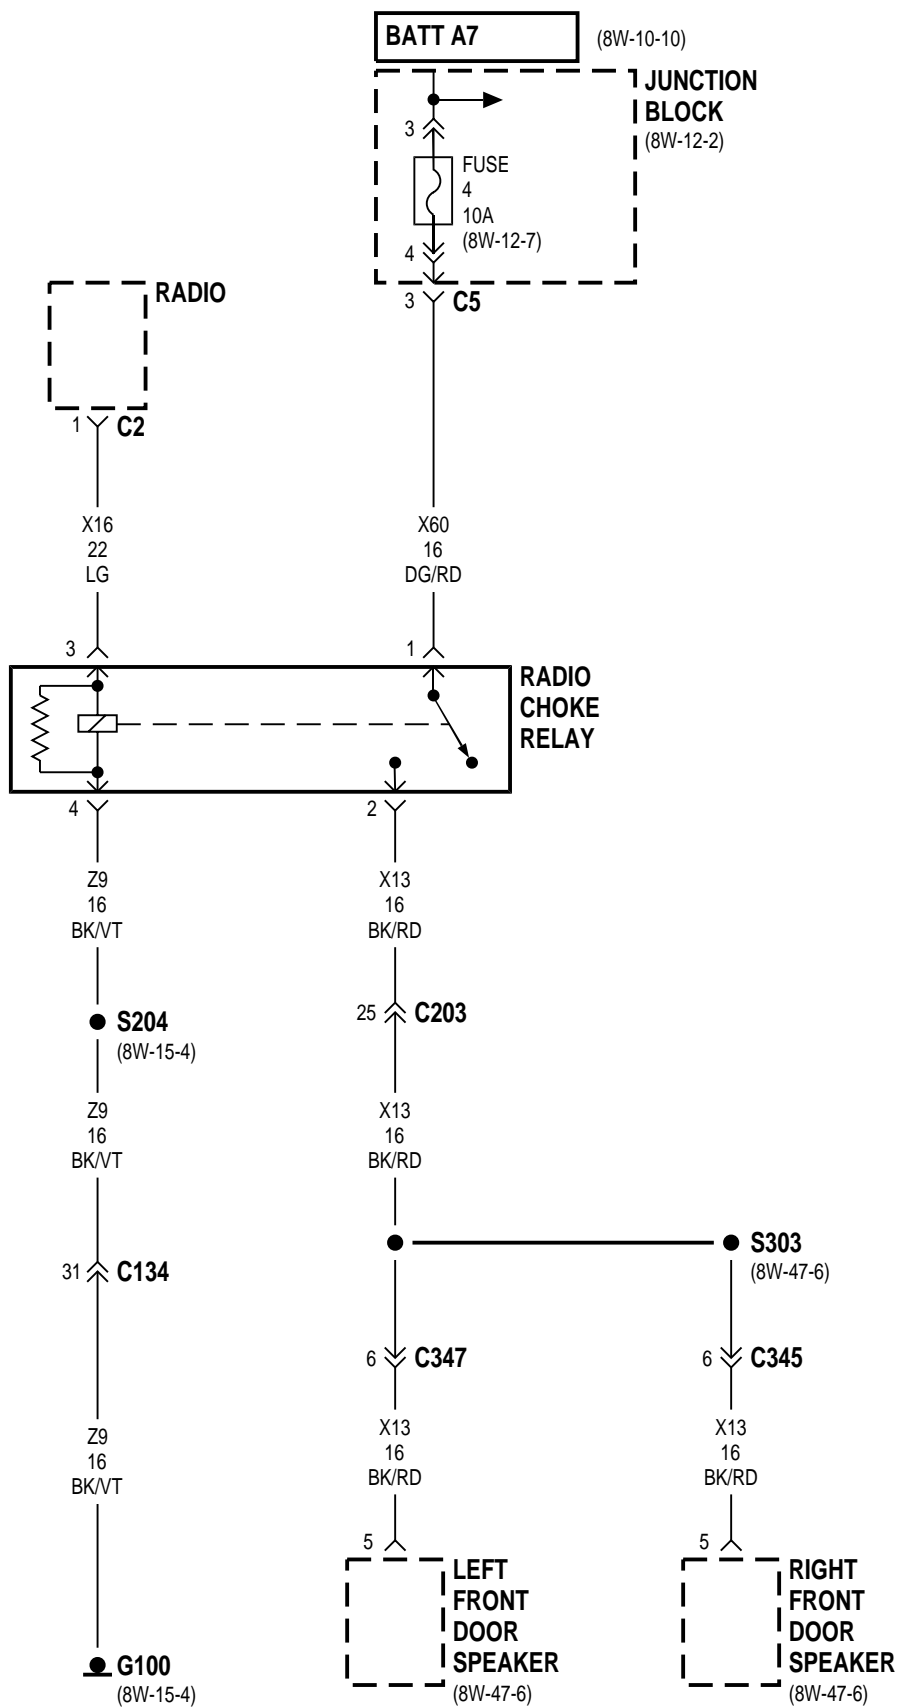 BATT A7
(8W-10-10)
JUNCTION
BLOCK
(8W-12-2)
3
FUSE
4
10A
(8W-12-7)
4
3
C5
RADIO
1
C2
X16
22
LG
X60
16
DG/RD
3
1
RADIO
CHOKE
RELAY
4
2
Z9
16
BK/VT
X13
16
BK/RD
S204
(8W-15-4)
25
C203
Z9
16
BK/VT
X13
16
BK/RD
S303
(8W-47-6)
31
C134
6
C347
6
C345
Z9
16
BK/VT
X13
16
BK/RD
X13
16
BK/RD
5
LEFT
FRONT
DOOR
SPEAKER
(8W-47-6)
5
RIGHT
FRONT
DOOR
SPEAKER
(8W-47-6)
G100
(8W-15-4)